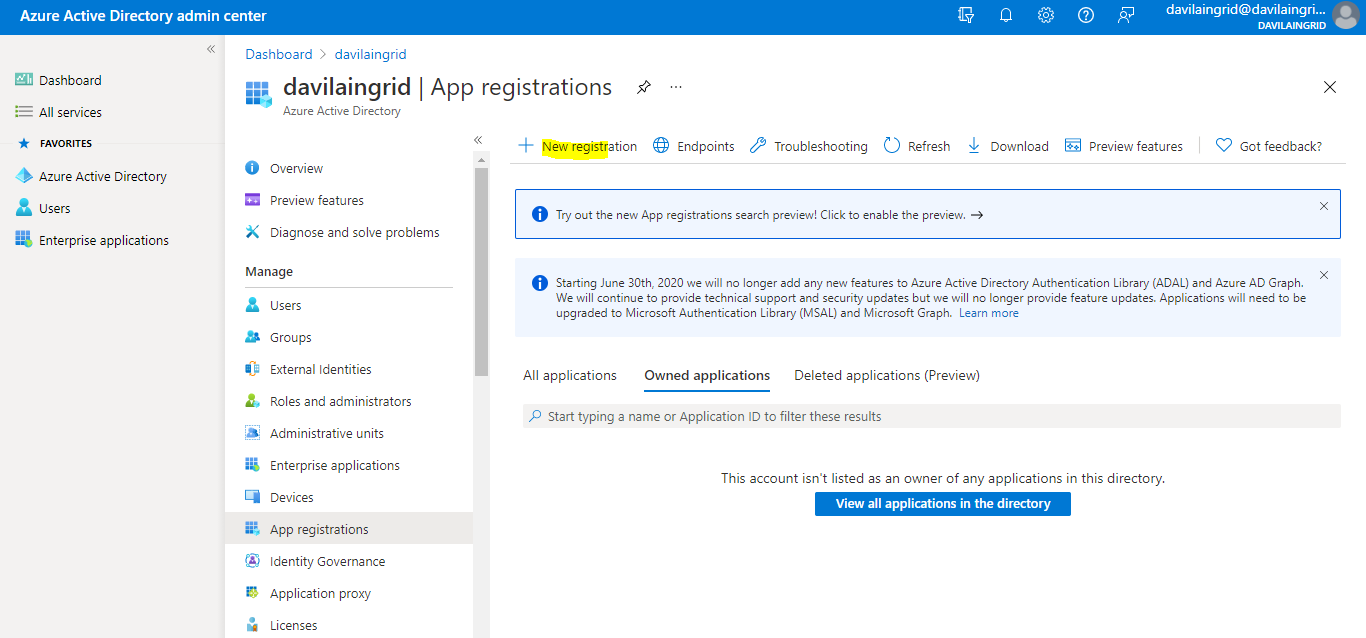 Azure Active Directory admin center
davilaingrid@davilaingri...
DAVILAINGRID
Dashboard
All services
FAVORITES
Azure Active Directory
Users
Enterprise applications
Dashboard > davilaingrid
davilaingrid | App registrations
Azure Active Directory
Overview
Preview features
Diagnose and solve problems
Manage
Users
Groups
External Identities
Roles and administrators
Administrative units
Enterprise applications
Devices
App registrations
Identity Governance
Application proxy
Licenses
New registration Endpoints Troubleshooting Refresh Download Preview features Got feedback?
Try out the new App registrations search preview! Click to enable the preview. →
Starting June 30th, 2020 we will no longer add any new features to Azure Active Directory Authentication Library (ADAL) and Azure AD Graph.
We will continue to provide technical support and security updates but we will no longer provide feature updates. Applications will need to be
upgraded to Microsoft Authentication Library (MSAL) and Microsoft Graph. Learn more
All applications Owned applications Deleted applications (Preview)
Start typing a name or Application ID to filter these results
This account isn't listed as an owner of any applications in this directory.
View all applications in the directory